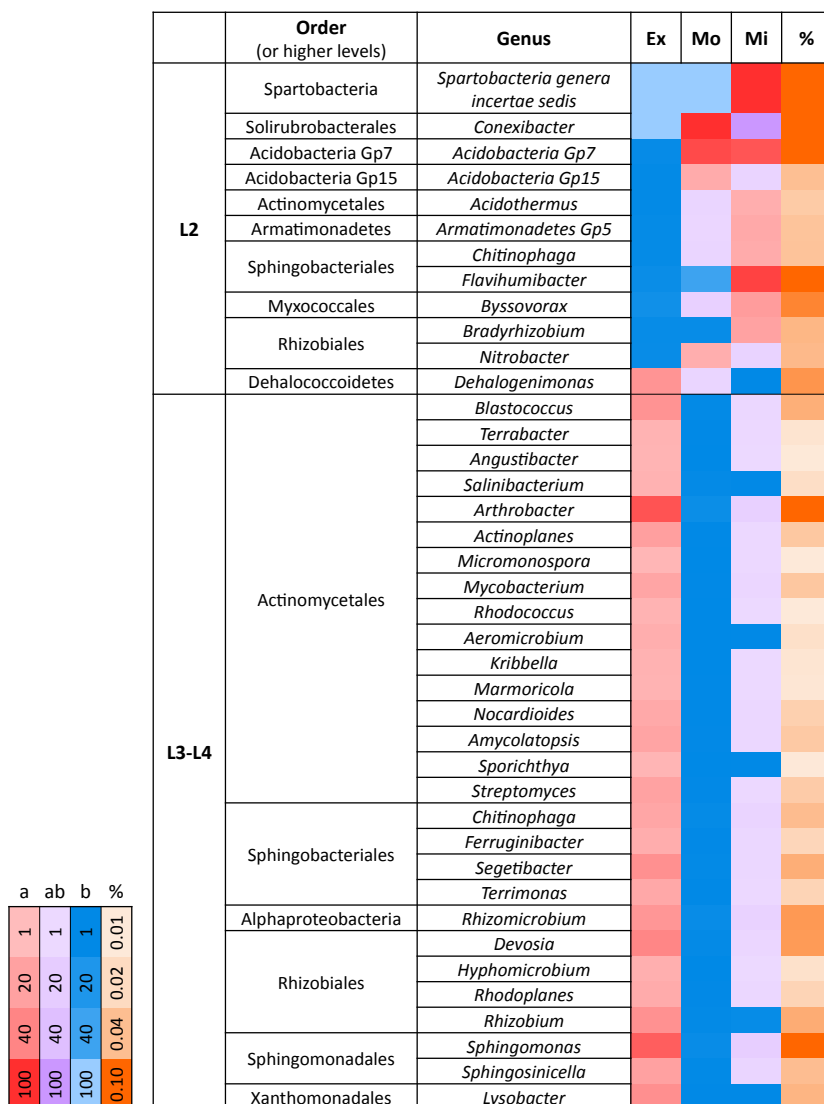 Order
(or higher levels)
Genus
Ex
Mo
Mi
%
L2
Spartobacteria
Spartobacteria genera
incertae sedis
Solirubrobacterales
Conexibacter
Acidobacteria Gp7
Acidobacteria Gp7
Acidobacteria Gp15
Acidobacteria Gp15
Actinomycetales
Acidothermus
Armatimonadetes
Armatimonadetes Gp5
Sphingobacteriales
Chitinophaga
Flavihumibacter
Myxococcales
Byssovorax
Rhizobiales
Bradyrhizobium
Nitrobacter
Dehalococcoidetes
Dehalogenimonas
L3-L4
Actinomycetales
Blastococcus
Terrabacter
Angustibacter
Salinibacterium
Arthrobacter
Actinoplanes
Micromonospora
Mycobacterium
Rhodococcus
Aeromicrobium
Kribbella
Marmoricola
Nocardioides
Amycolatopsis
Sporichthya
Streptomyces
Sphingobacteriales
Chitinophaga
Ferruginibacter
Segetibacter
Terrimonas
Alphaproteobacteria
Rhizomicrobium
Rhizobiales
Devosia
Hyphomicrobium
Rhodoplanes
Rhizobium
Sphingomonadales
Sphingomonas
Sphingosinicella
Xanthomonadales
Lysobacter
a ab b %
1 1 1 0.01
20 20 20 0.02
40 40 40 0.04
100 100 100 0.10